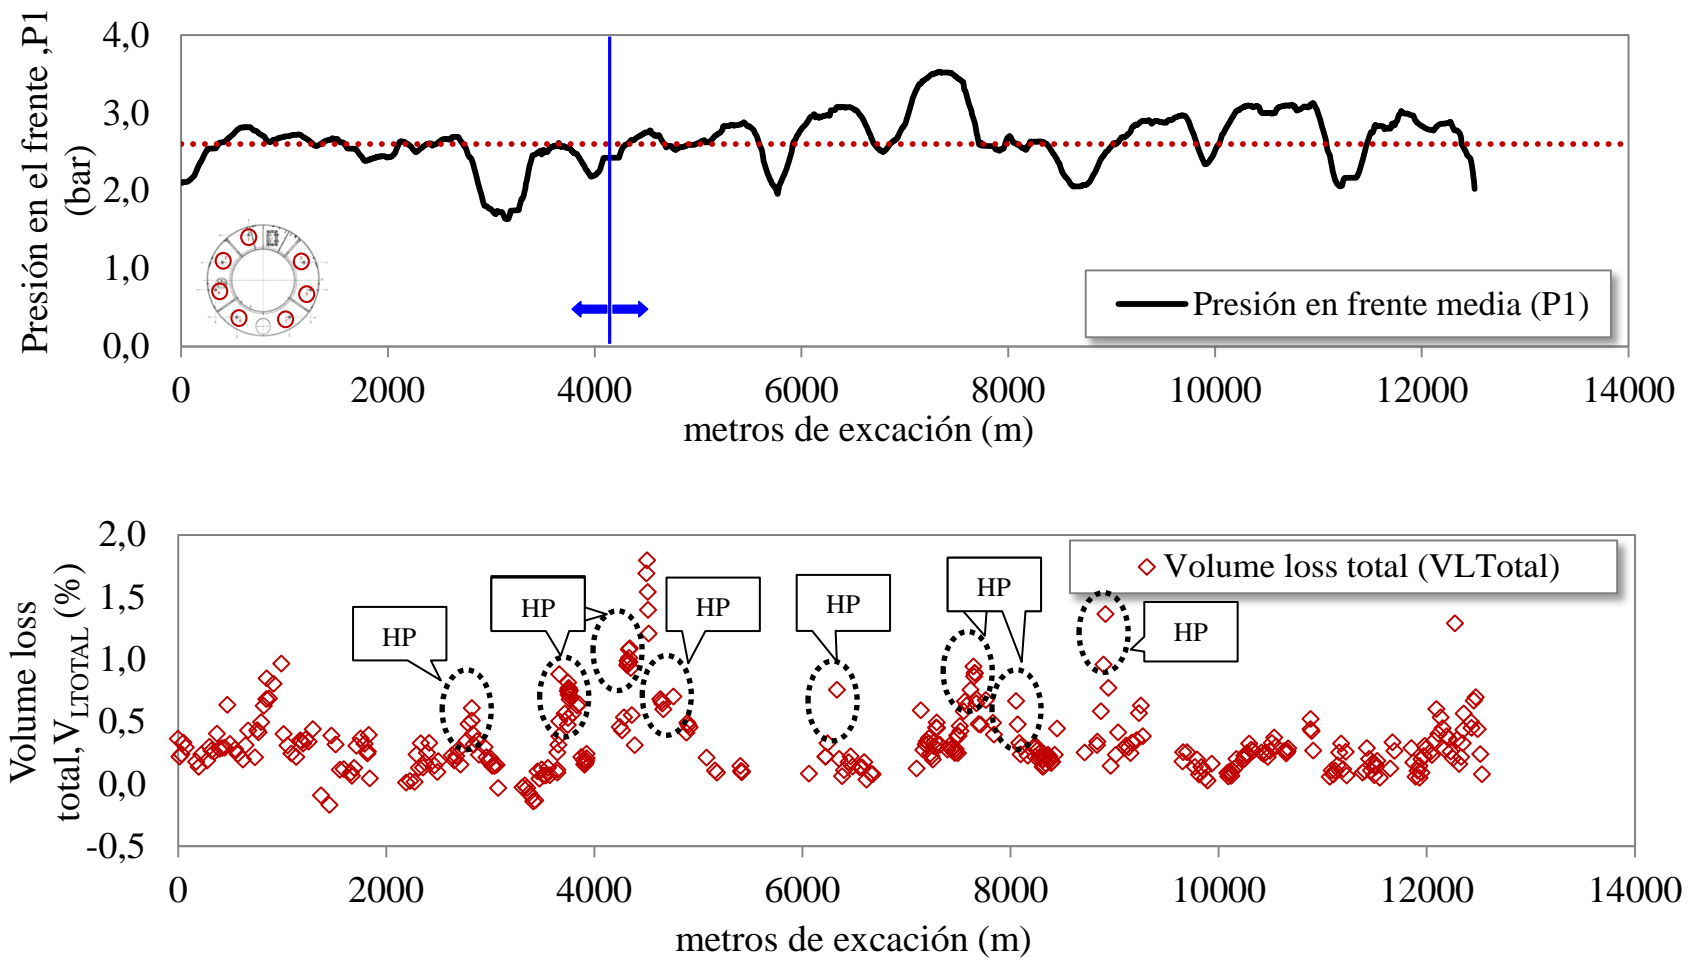 Presión en el frente ,P1
(bar)
4,0
3,0
2,0
1,0
0,0
Presión en frente media (P1)
0 2000 4000 6000 8000 10000 12000 14000
metros de excación (m)
Volume loss
total, VLTOTAL (%)
2,0
1,5
1,0
0,5
0,0
-0,5
Volume loss total (VLTotal)
HP
HP
HP
HP
HP
HP
0 2000 4000 6000 8000 10000 12000 14000
metros de excación (m)